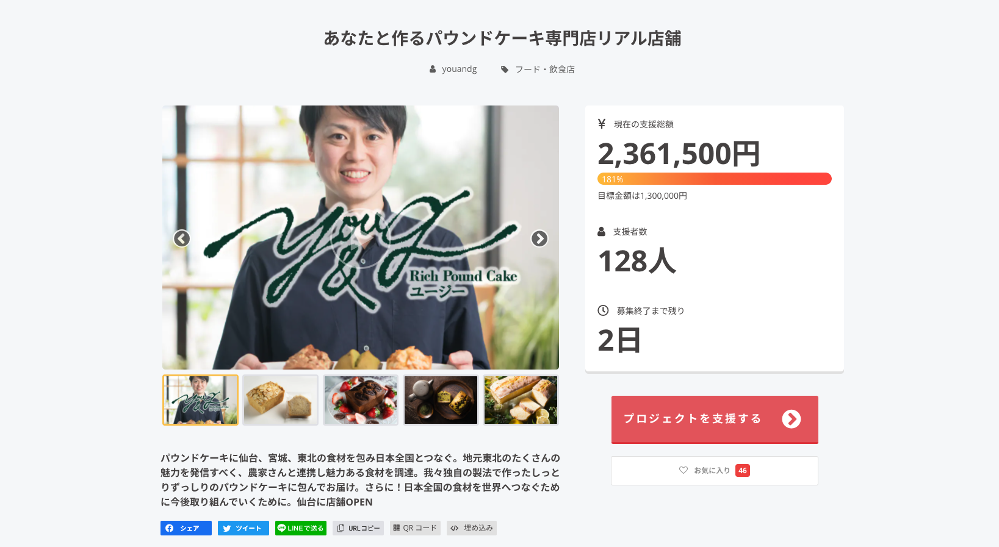 あなたと作るパウンドケーキ専門店リアル店舗
youandg フード・飲食店
You & G
Rich Pound Cake
ユージー
¥ 現在の支援総額
2,361,500円
181%
目標金額は1,300,000円
支援者数
128人
募集終了まで残り
2日
プロジェクトを支援する
お気に入り 46
パウンドケーキに仙台、宮城、東北の食材を包み日本全国とつなぐ。地元東北のたくさんの
魅力を発信すべく、農家さんと連携し魅力ある食材を調達。我々独自の製法で作ったしっと
りずっしりのパウンドケーキに包んでお届け。さらに！日本全国の食材を世界へつなぐため
に今後取り組んでいくために。仙台に店舗OPEN
シェア ツイート LINEで送る URLコピー QR コード </> 埋め込み